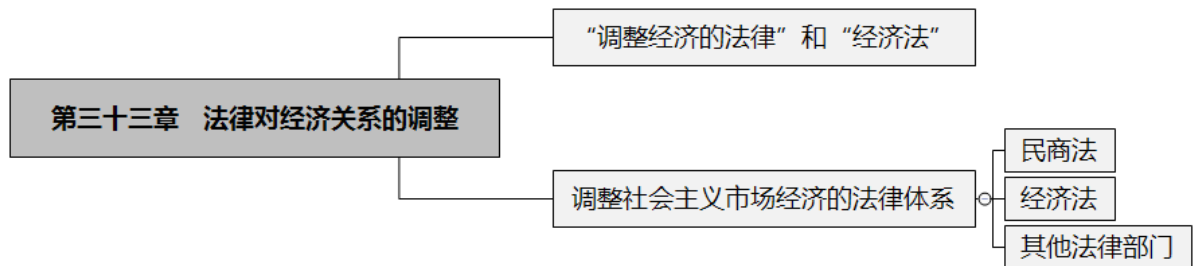 “调整经济的法律”和“经济法”
第三十三章 法律对经济关系的调整
民商法
调整社会主义市场经济的法律体系
经济法
其他法律部门